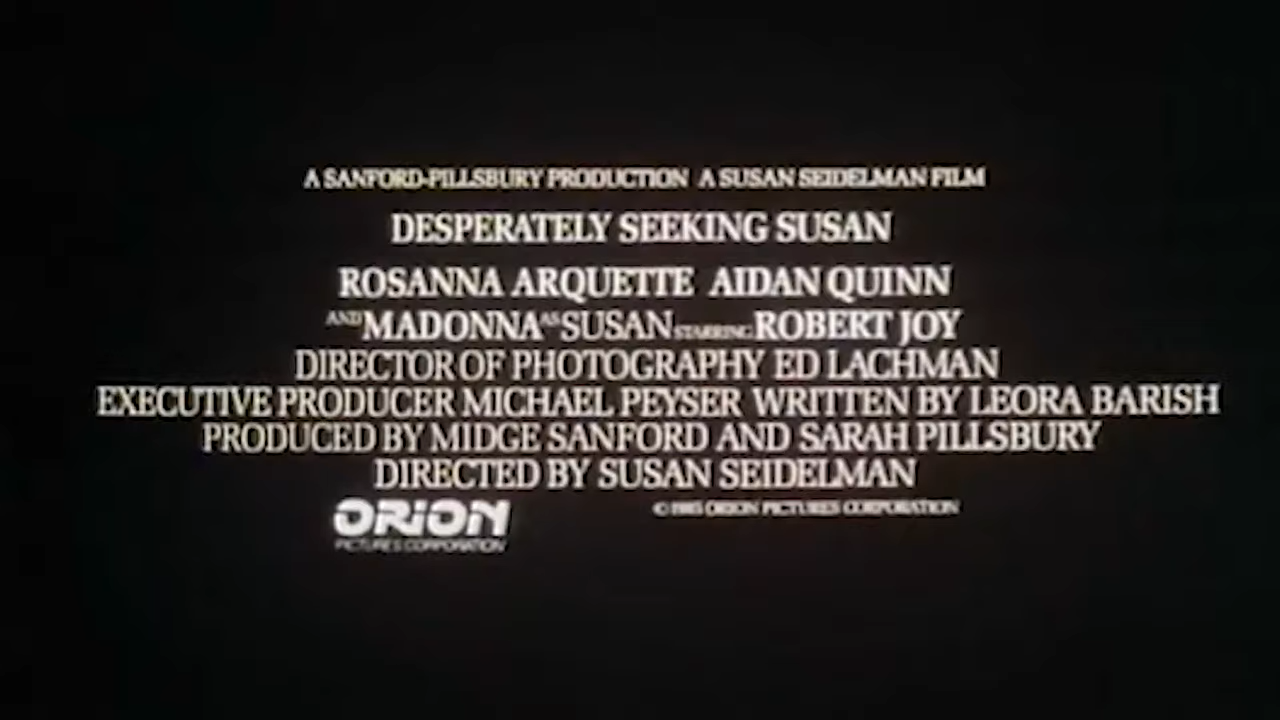 A SANFORD-PILLSBURY PRODUCTION A SUSAN SEIDELMAN FILM
DESPERATELY SEEKING SUSAN
ROSANNA ARQUETTE AIDAN QUINN
AND MADONNA AS SUSAN STARRING ROBERT JOY
DIRECTOR OF PHOTOGRAPHY ED LACHMAN
EXECUTIVE PRODUCER MICHAEL PEYSER WRITTEN BY LEORA BARISH
PRODUCED BY MIDGE SANFORD AND SARAH PILLSBURY
DIRECTED BY SUSAN SEIDELMAN
ORION © 1985 ORION PICTURES CORPORATION
PICTURES CORPORATION